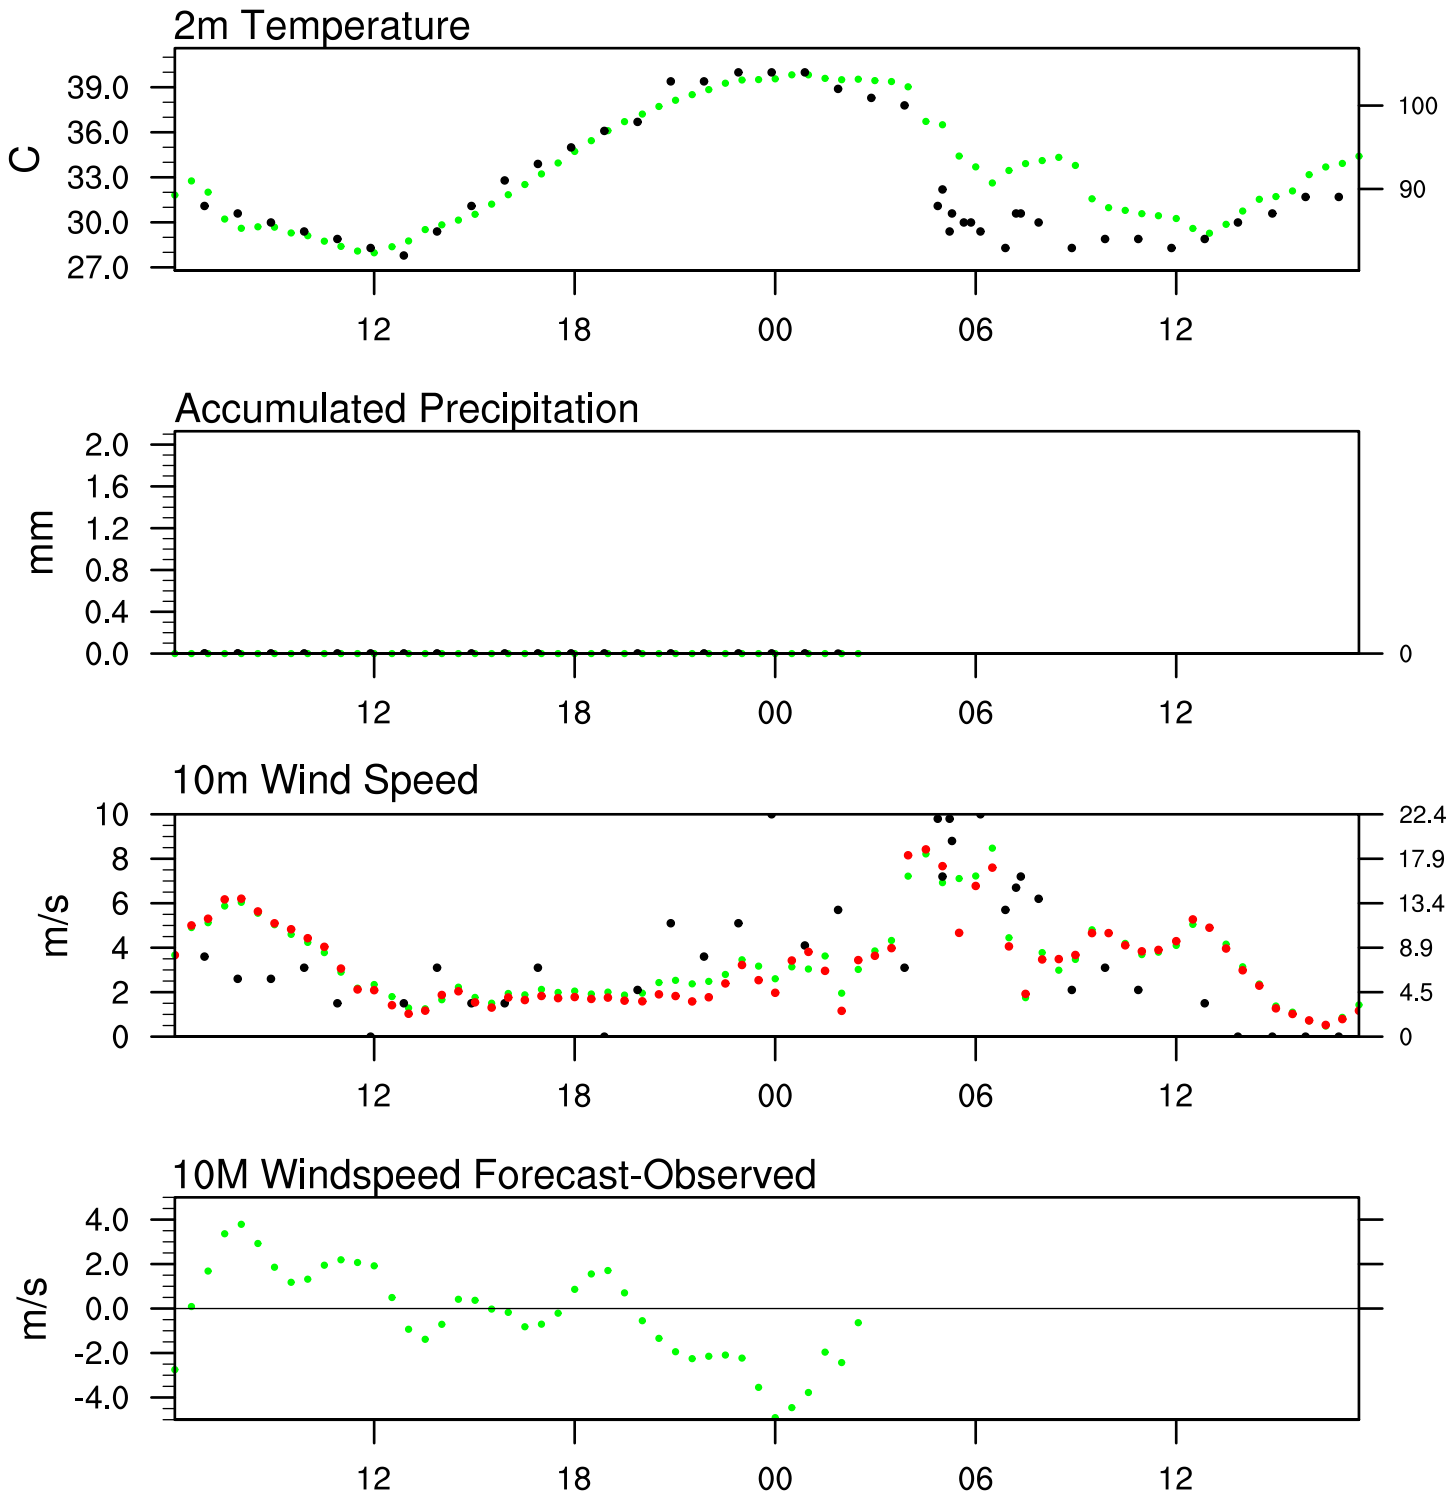 2m Temperature
39.0
36.0
33.0
30.0
27.0
C
100
90
12 18 00 06 12
Accumulated Precipitation
2.0
1.6
1.2
0.8
0.4
0.0
mm
0
12 18 00 06 12
10m Wind Speed
10
8
6
4
2
0
m/s
22.4
17.9
13.4
8.9
4.5
0
12 18 00 06 12
10M Windspeed Forecast-Observed
4.0
2.0
0.0
-2.0
-4.0
m/s
12 18 00 06 12